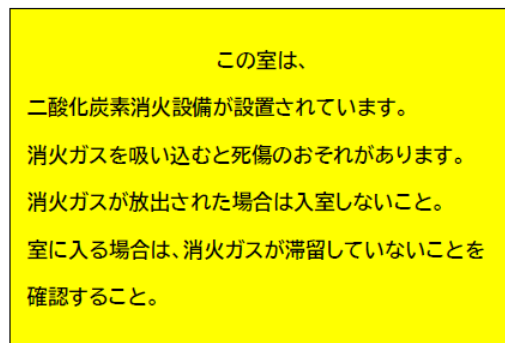 この室は、
二酸化炭素消火設備が設置されています。
消火ガスを吸い込むと死傷のおそれがあります。
消火ガスが放出された場合は入室しないこと。
室に入る場合は、消火ガスが滞留していないことを
確認すること。